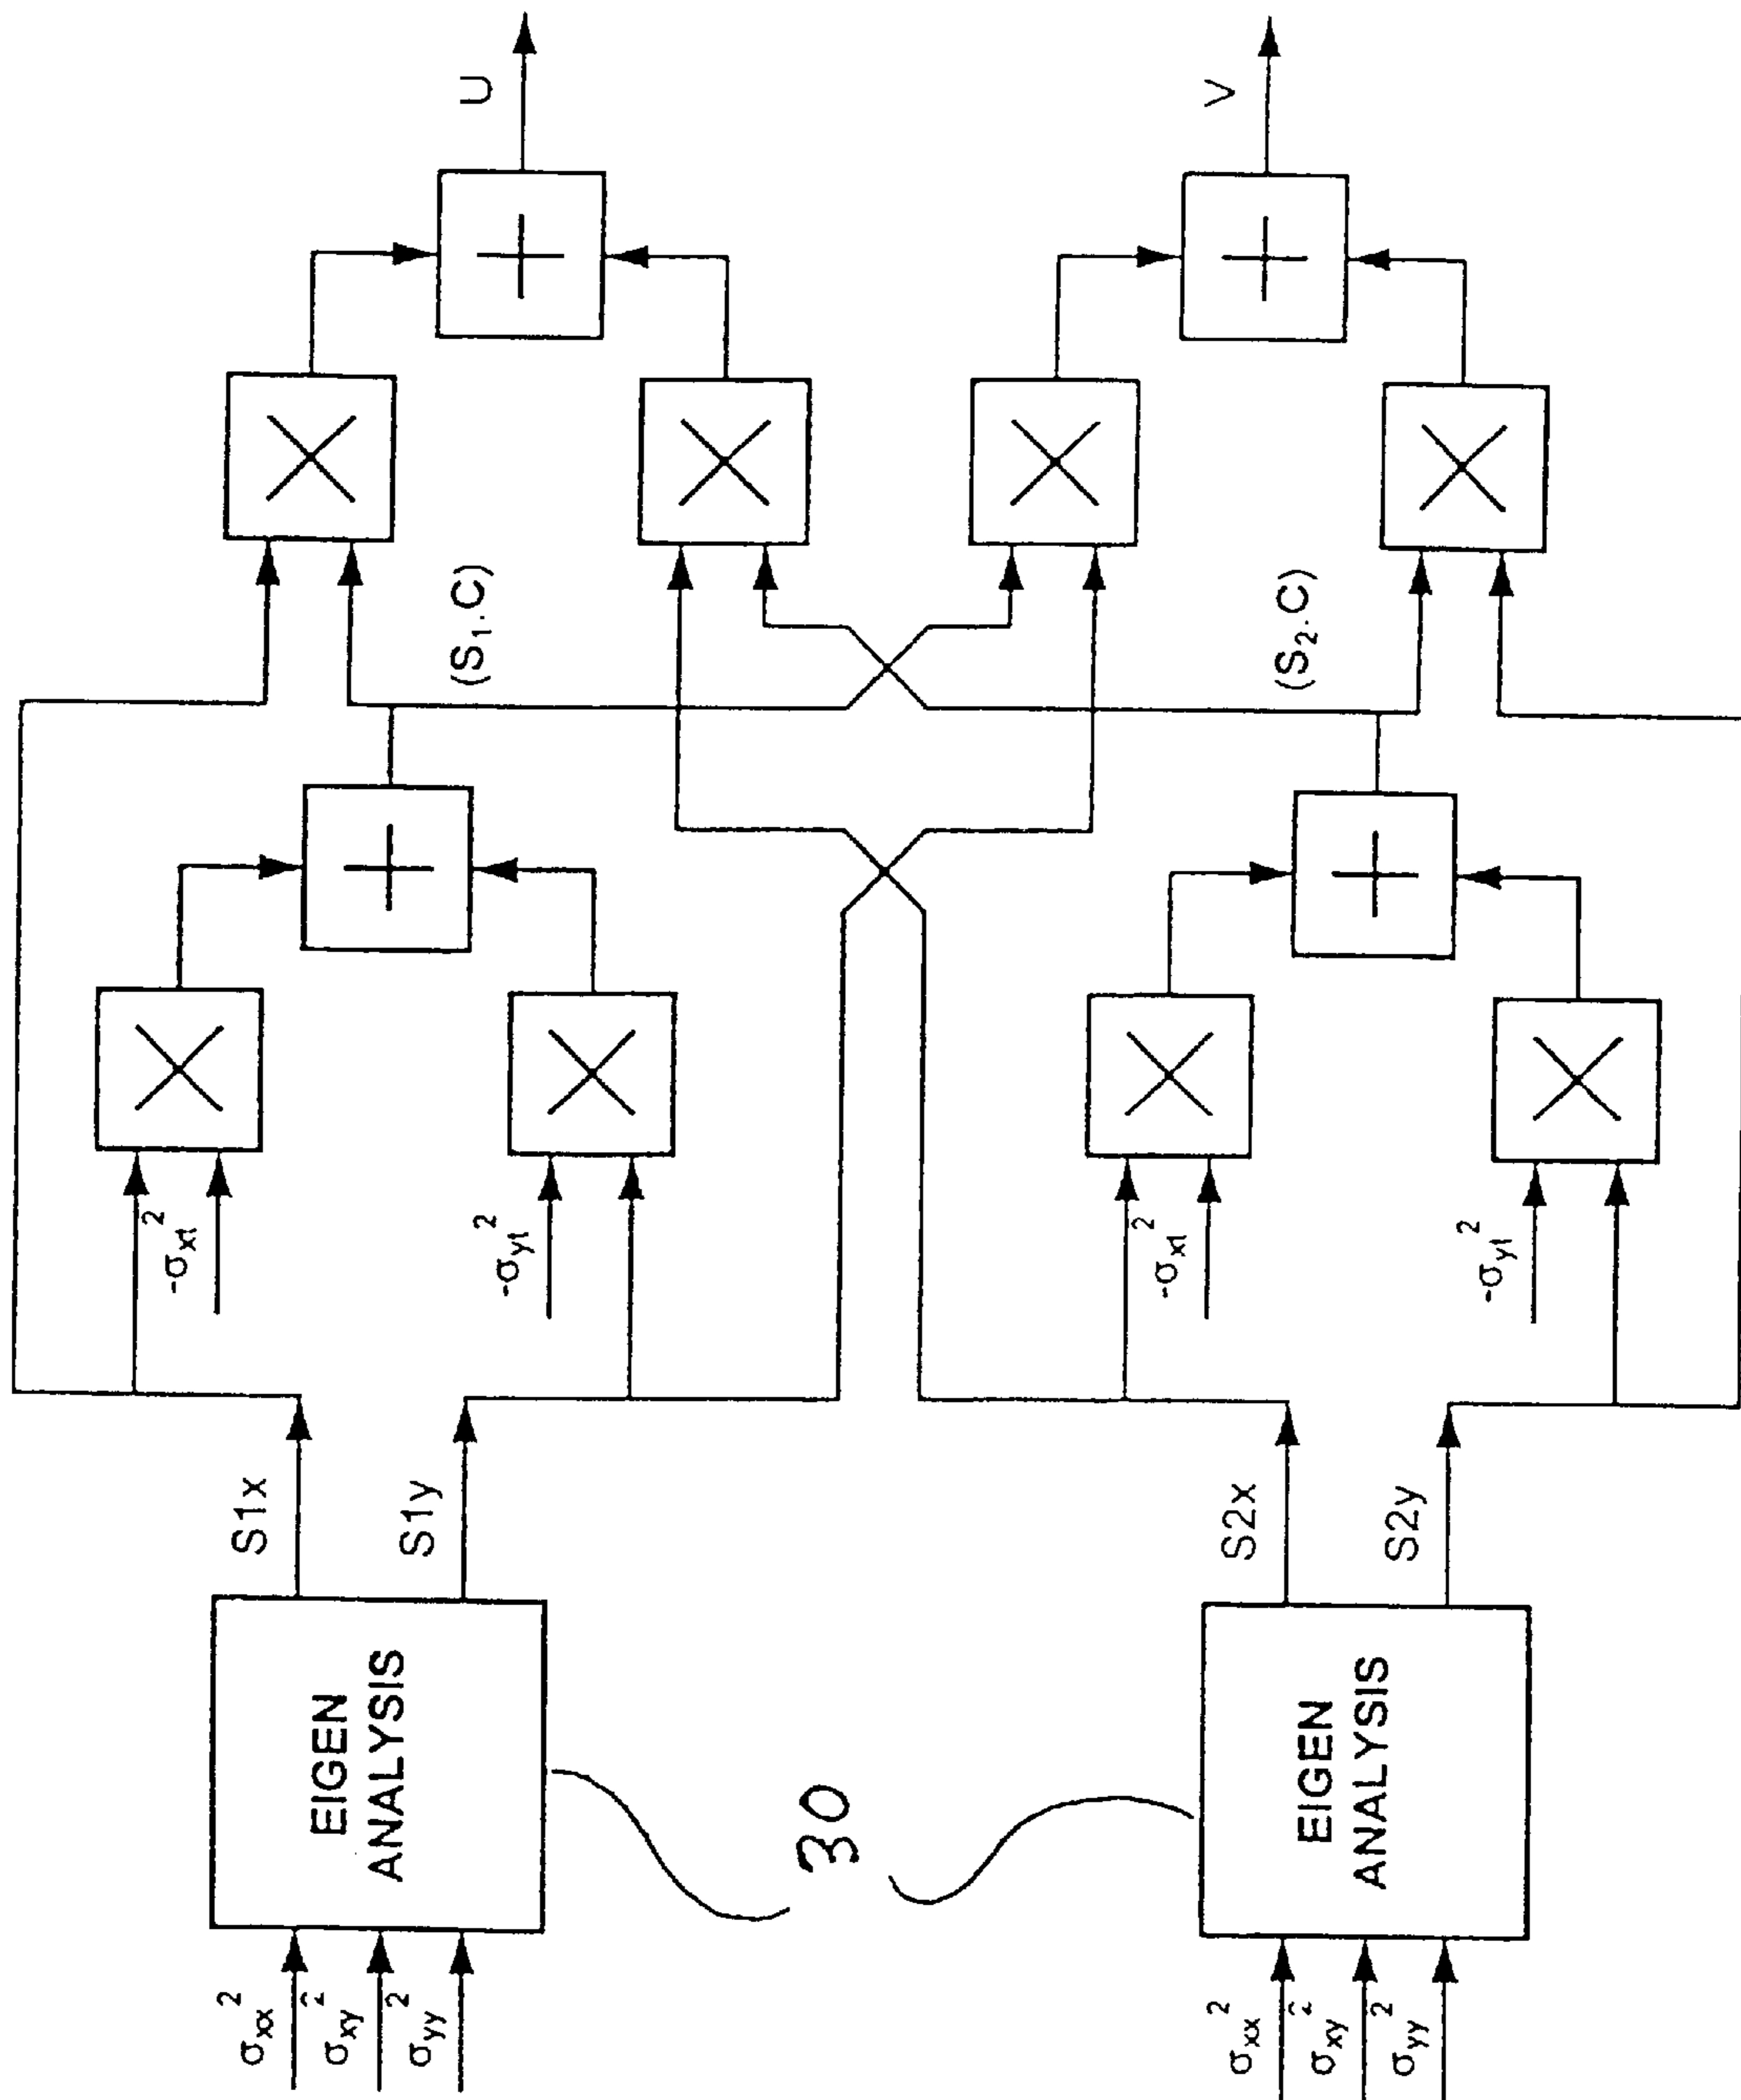 σxx²
σxy²
σyy²
EIGEN
ANALYSIS
S1x
S1y
-σxt²
-σyt²
(S₁.C)
U
30
σxx²
σxy²
σyy²
EIGEN
ANALYSIS
S2x
S2y
-σxt²
-σyt²
(S₂.C)
V